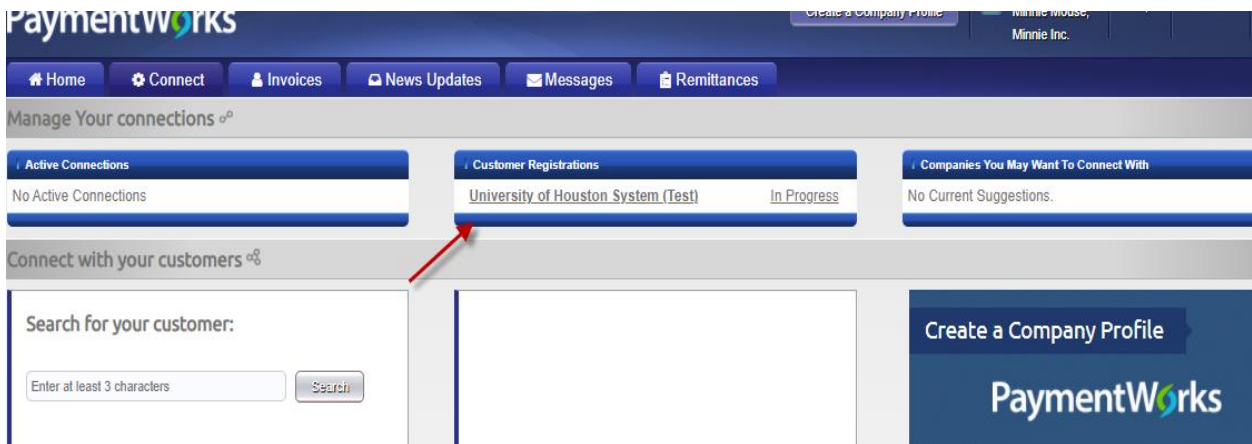 PaymentWorks
Create a Company Profile
Minnie Mouse,
Minnie Inc.
Home Connect Invoices News Updates Messages Remittances
Manage Your connections
Active Connections
No Active Connections
Customer Registrations
University of Houston System (Test) In Progress
Companies You May Want To Connect With
No Current Suggestions.
Connect with your customers
Search for your customer:
Enter at least 3 characters Search
Create a Company Profile
PaymentWorks